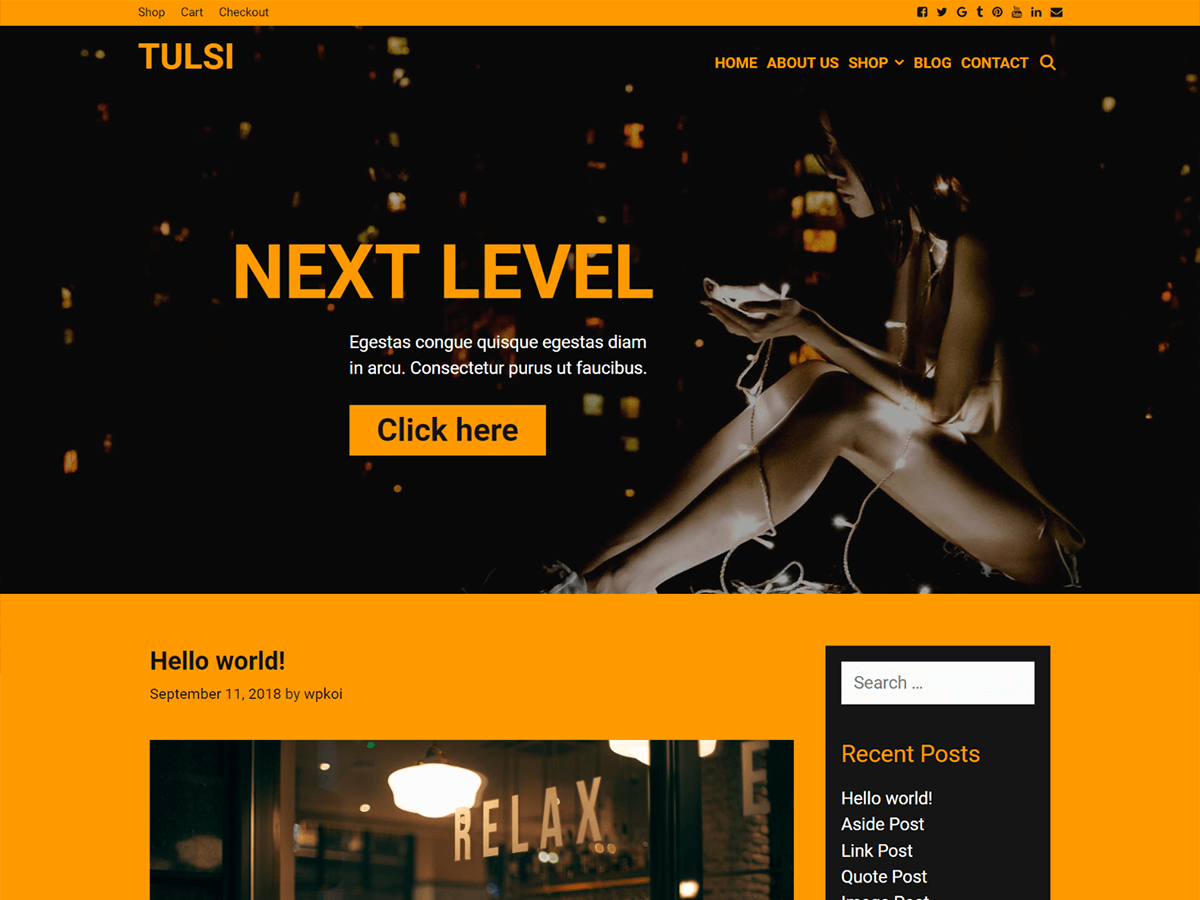 Shop Cart Checkout
TULSI
HOME ABOUT US SHOP BLOG CONTACT
NEXT LEVEL
Egestas congue quisque egestas diam
in arcu. Consectetur purus ut faucibus.
Click here
Hello world!
September 11, 2018 by wpkoi
RELAX
Search ...
Recent Posts
Hello world!
Aside Post
Link Post
Quote Post
Image Post